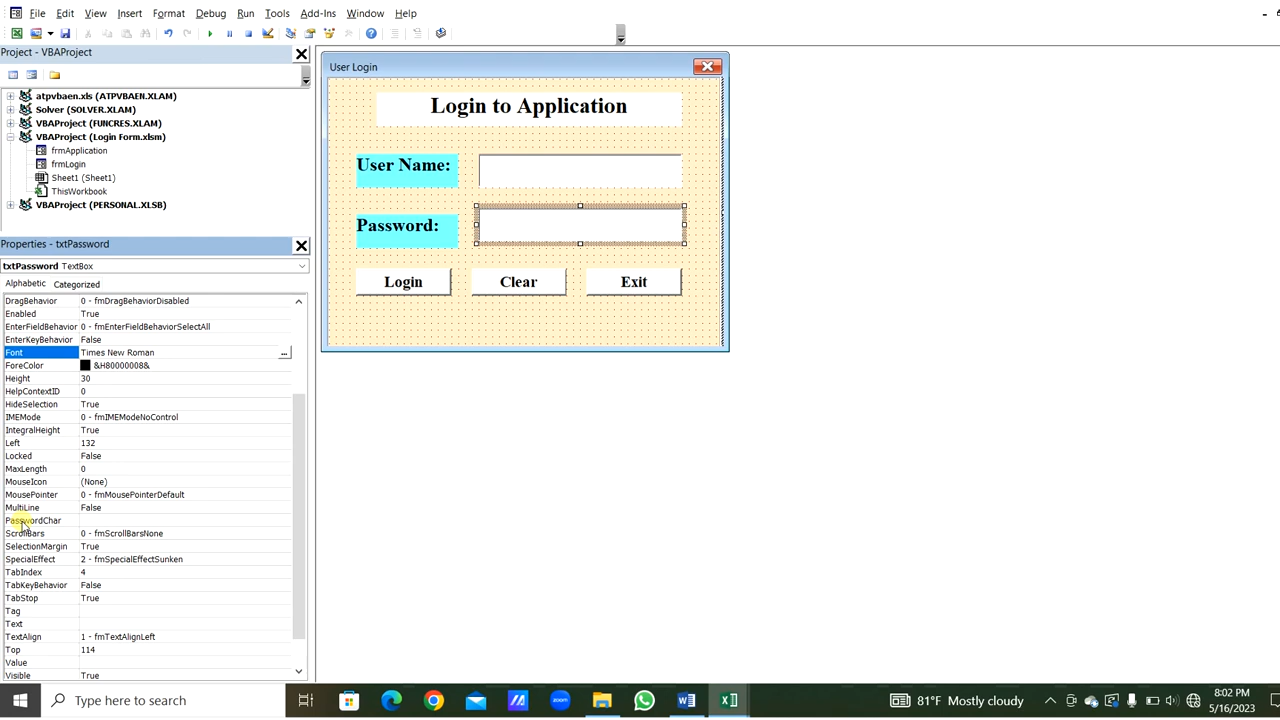 File Edit View Insert Format Debug Run Tools Add-Ins Window Help
Project - VBAProject
atpvbaen.xls (ATPVBAEN.XLAM)
Solver (SOLVER.XLAM)
VBAProject (FUNCRES.XLAM)
VBAProject (Login Form.xlsm)
frmApplication
frmLogin
Sheet1 (Sheet1)
ThisWorkbook
VBAProject (PERSONAL.XLSB)
Properties - txtPassword
txtPassword TextBox
Alphabetic Categorized
DragBehavior 0 - fmDragBehaviorDisabled
Enabled True
EnterFieldBehavior 0 - fmEnterFieldBehaviorSelectAll
EnterKeyBehavior False
Font Times New Roman ...
ForeColor &H80000008&
Height 30
HelpContextID 0
HideSelection True
IMEMode 0 - fmIMEModeNoControl
IntegralHeight True
Left 132
Locked False
MaxLength 0
MouseIcon (None)
MousePointer 0 - fmMousePointerDefault
MultiLine False
PasswordChar
ScrollBars 0 - fmScrollBarsNone
SelectionMargin True
SpecialEffect 2 - fmSpecialEffectSunken
TabIndex 4
TabKeyBehavior False
TabStop True
Tag
Text
TextAlign 1 - fmTextAlignLeft
Top 114
Value
Visible True
User Login
Login to Application
User Name:
Password:
Login Clear Exit
Type here to search
zoom
81°F Mostly cloudy
8:02 PM
5/16/2023